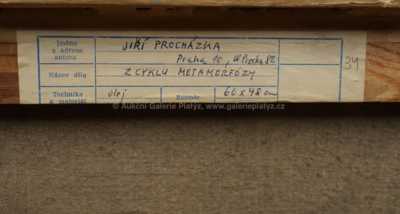 Jméno JIŘÍ PROCHÁZKA
a adresa
autora Praha 10,
Název díla Z CYKLU METAMORFÓZY
34
© Aukční Galerie Platýz, www.galerieplatyz.cz
Technika olej Rozměr 60 x 48 cm
a materiál